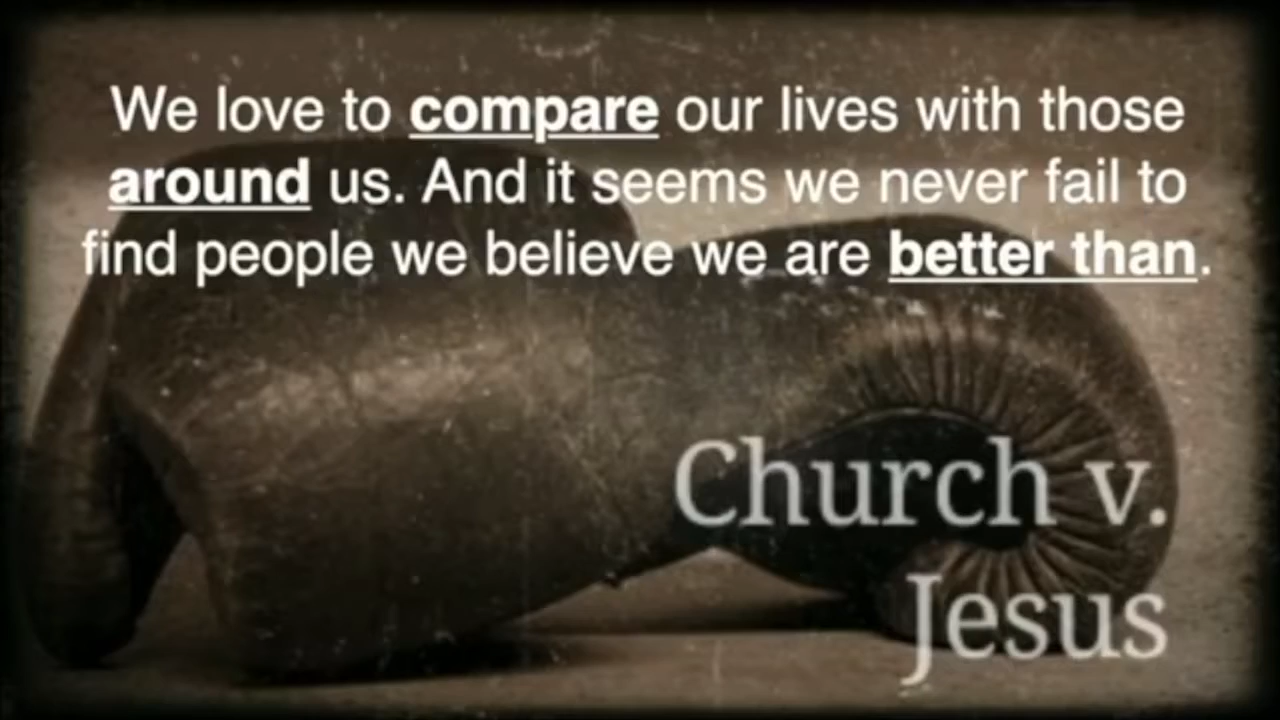 We love to compare our lives with those
around us. And it seems we never fail to
find people we believe we are better than.
Church v.
Jesus